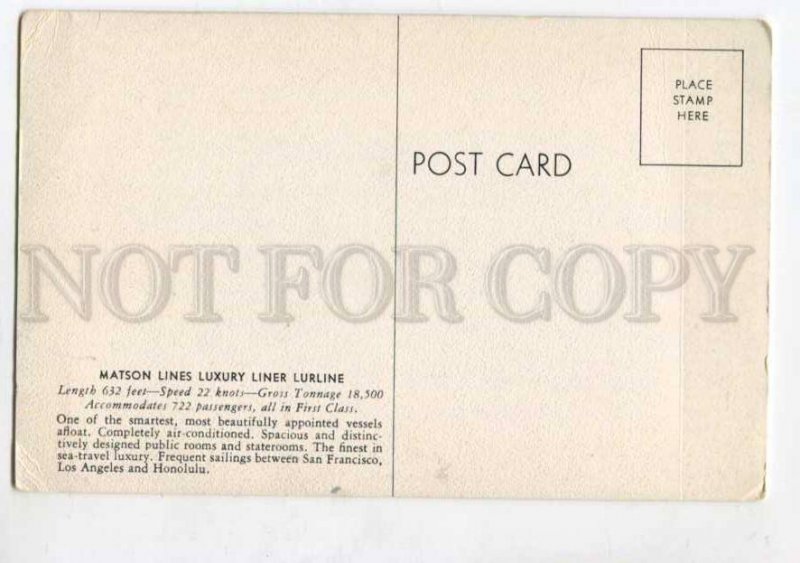 PLACE
STAMP
HERE
POST CARD
NOT FOR COPY
MATSON LINES LUXURY LINER LURLINE
Length 632 feet—Speed 22 knots—Gross Tonnage 18,500
Accommodates 722 passengers, all in First Class.
One of the smartest, most beautifully appointed vessels
afloat. Completely air-conditioned. Spacious and distinc-
tively designed public rooms and staterooms. The finest in
sea-travel luxury. Frequent sailings between San Francisco,
Los Angeles and Honolulu.